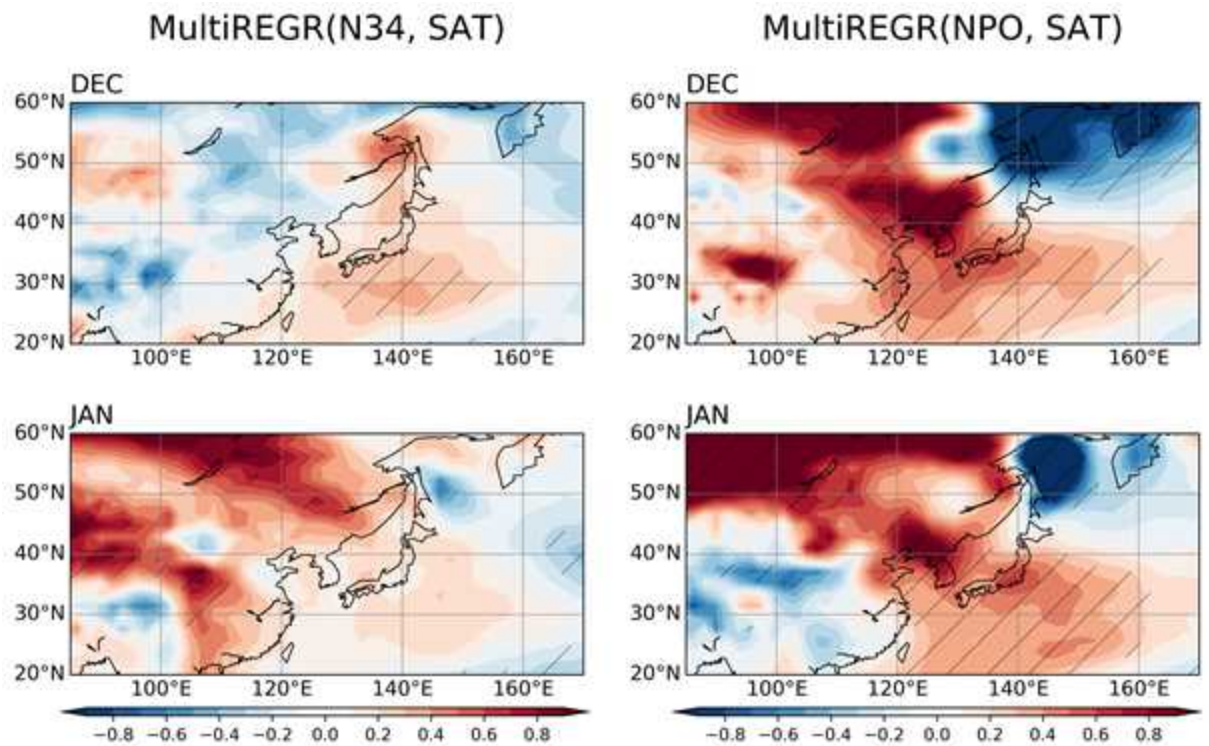 MultiREGR(N34, SAT) MultiREGR(NPO, SAT)
DEC DEC
60°N 60°N
50°N 50°N
40°N 40°N
30°N 30°N
20°N 20°N
100°E 120°E 140°E 160°E 100°E 120°E 140°E 160°E
JAN JAN
60°N 60°N
50°N 50°N
40°N 40°N
30°N 30°N
20°N 20°N
100°E 120°E 140°E 160°E 100°E 120°E 140°E 160°E
−0.8 −0.6 −0.4 −0.2 0.0 0.2 0.4 0.6 0.8 −0.8 −0.6 −0.4 −0.2 0.0 0.2 0.4 0.6 0.8